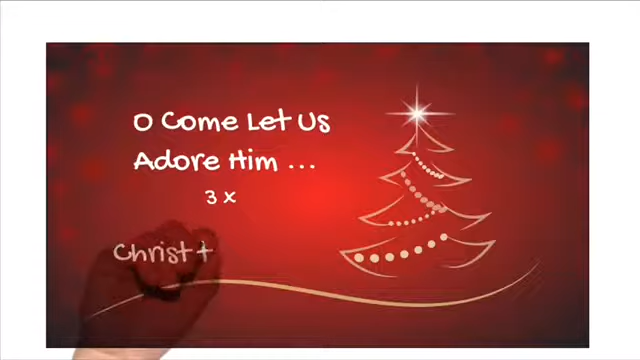 O Come Let Us
Adore Him ...
3 x
Christ t